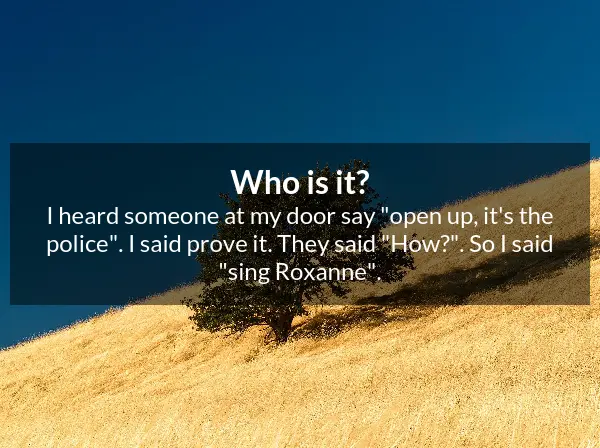 Who is it?
I heard someone at my door say "open up, it's the
police". I said prove it. They said "How?". So I said
"sing Roxanne".